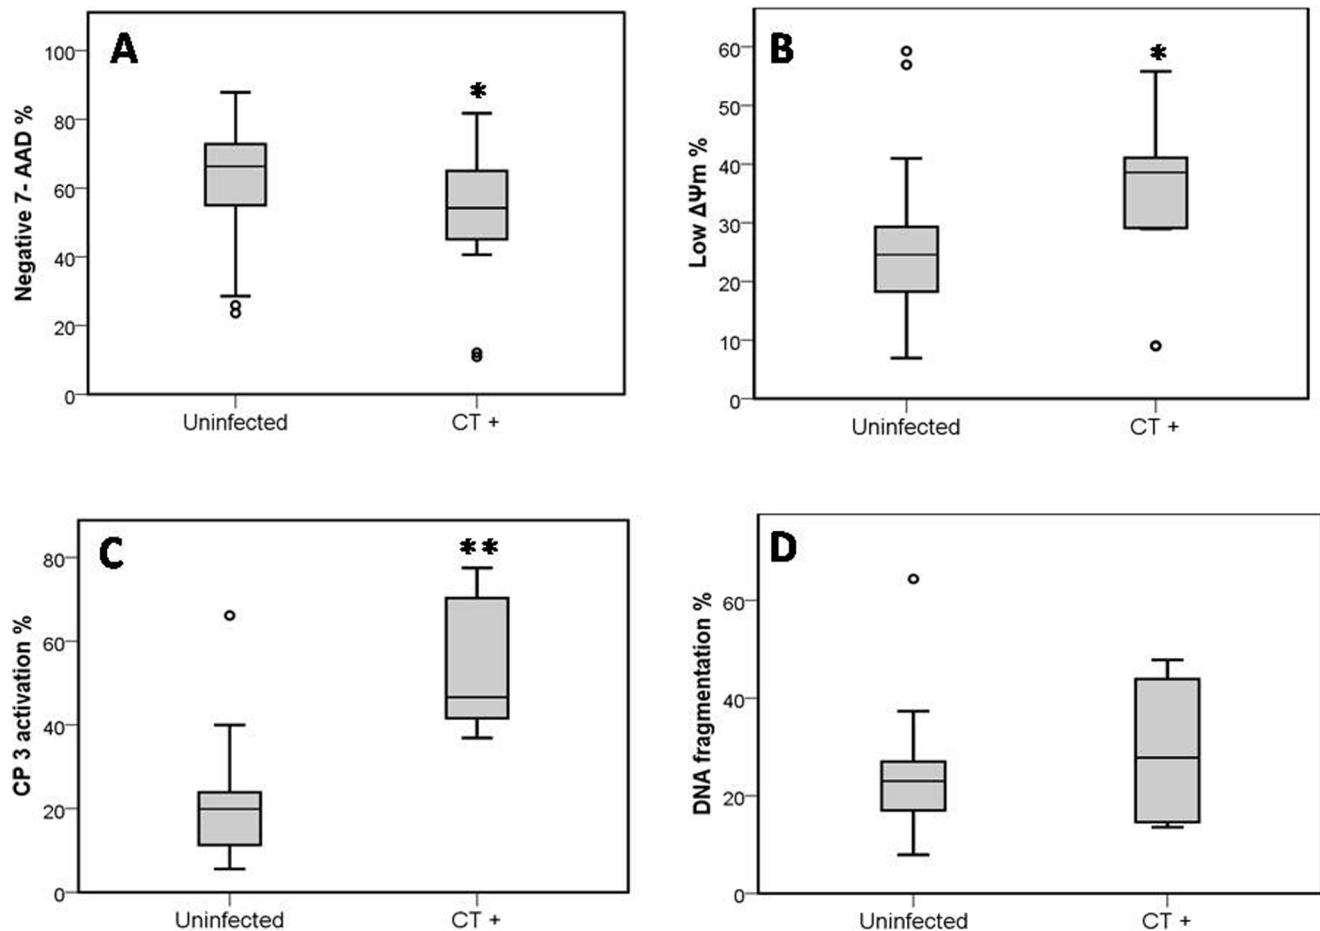 A
Negative 7- AAD %
100
80
60
40
20
0
*
Uninfected
CT +
B
Low ΔΨm %
60
50
40
30
20
10
0
*
Uninfected
CT +
C
CP 3 activation %
80
60
40
20
0
**
Uninfected
CT +
D
DNA fragmentation %
60
40
20
0
Uninfected
CT +